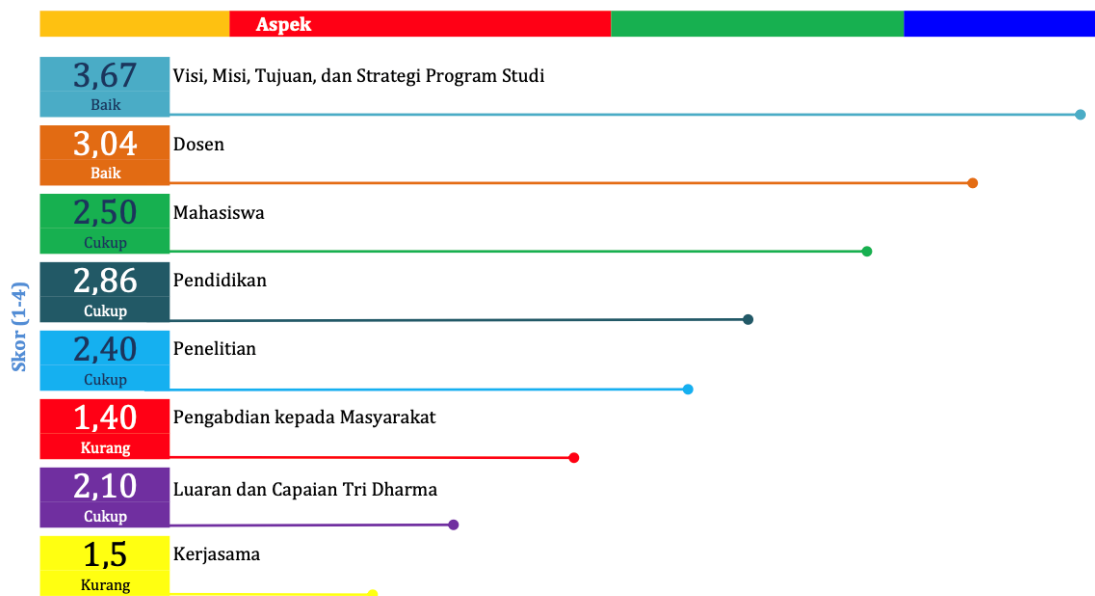 Aspek
Skor (1-4)
3,67
Baik
Visi, Misi, Tujuan, dan Strategi Program Studi
3,04
Baik
Dosen
2,50
Cukup
Mahasiswa
2,86
Cukup
Pendidikan
2,40
Cukup
Penelitian
1,40
Kurang
Pengabdian kepada Masyarakat
2,10
Cukup
Luaran dan Capaian Tri Dharma
1,5
Kurang
Kerjasama